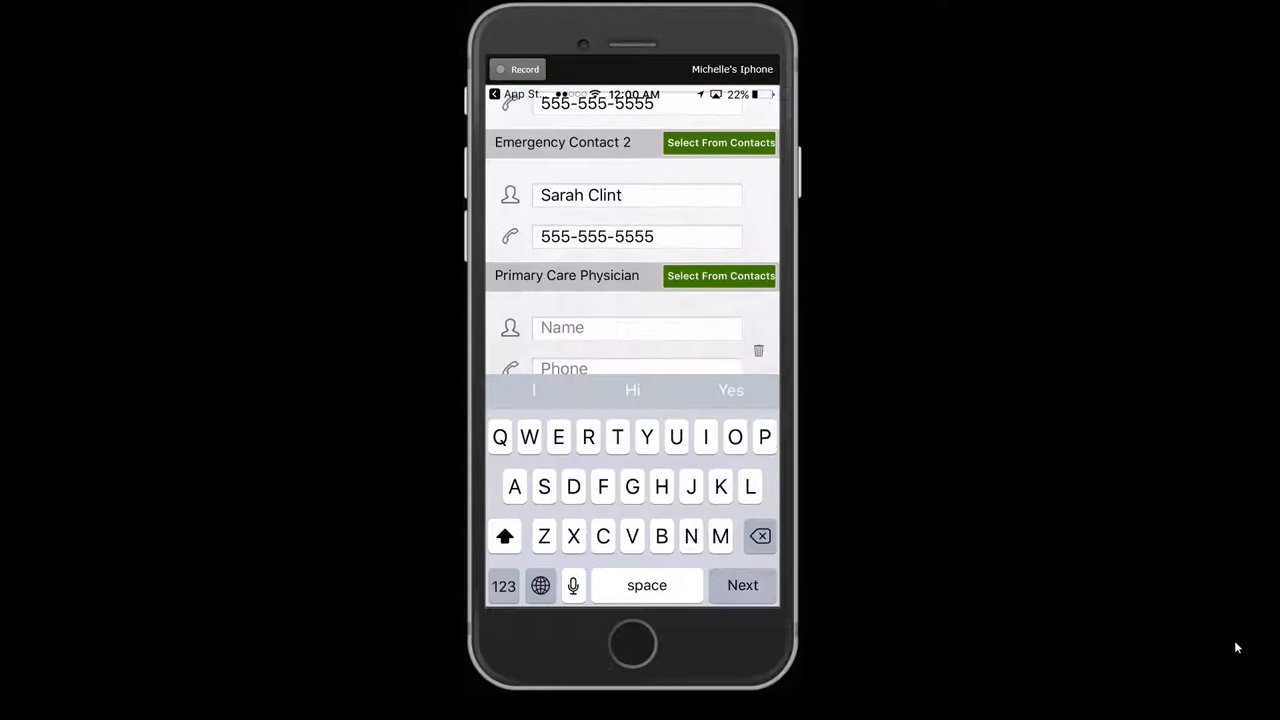 Record Michelle's Iphone
App St... 12:00 AM 22%
555-555-5555
Emergency Contact 2 Select From Contacts
Sarah Clint
555-555-5555
Primary Care Physician Select From Contacts
Name
Phone
I Hi Yes
Q W E R T Y U I O P
A S D F G H J K L
Z X C V B N M
123 space Next